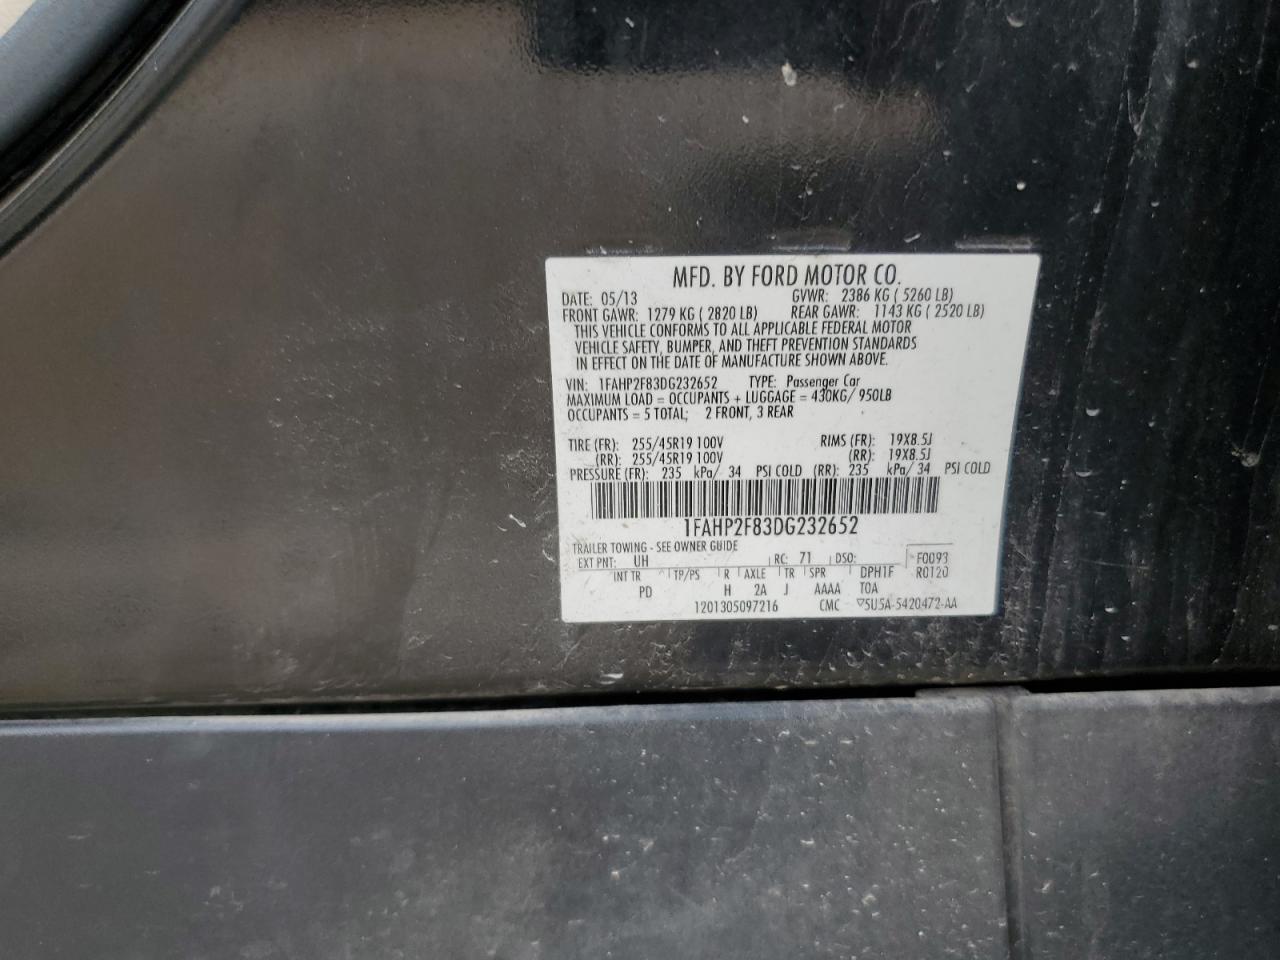 MFD. BY FORD MOTOR CO.
DATE: 05/13 GVWR: 2386 KG ( 5260 LB)
FRONT GAWR: 1279 KG ( 2820 LB) REAR GAWR: 1143 KG ( 2520 LB)
THIS VEHICLE CONFORMS TO ALL APPLICABLE FEDERAL MOTOR
VEHICLE SAFETY, BUMPER, AND THEFT PREVENTION STANDARDS
IN EFFECT ON THE DATE OF MANUFACTURE SHOWN ABOVE.
VIN: 1FAHP2F83DG232652 TYPE: Passenger Car
MAXIMUM LOAD = OCCUPANTS + LUGGAGE = 430KG/ 950LB
OCCUPANTS = 5 TOTAL; 2 FRONT, 3 REAR
TIRE (FR): 255/45R19 100V RIMS (FR): 19X8.5J
(RR): 255/45R19 100V (RR): 19X8.5J
PRESSURE (FR): 235 kPa/ 34 PSI COLD (RR): 235 kPa/ 34 PSI COLD
1FAHP2F83DG232652
TRAILER TOWING - SEE OWNER GUIDE
EXT PNT: UH RC: 71 DSO: F0093
INT TR TP/PS R AXLE TR SPR DPH1F R0120
PD H 2A J AAAA T0A
1201305097216 CMC ▽5U5A-5420472-AA